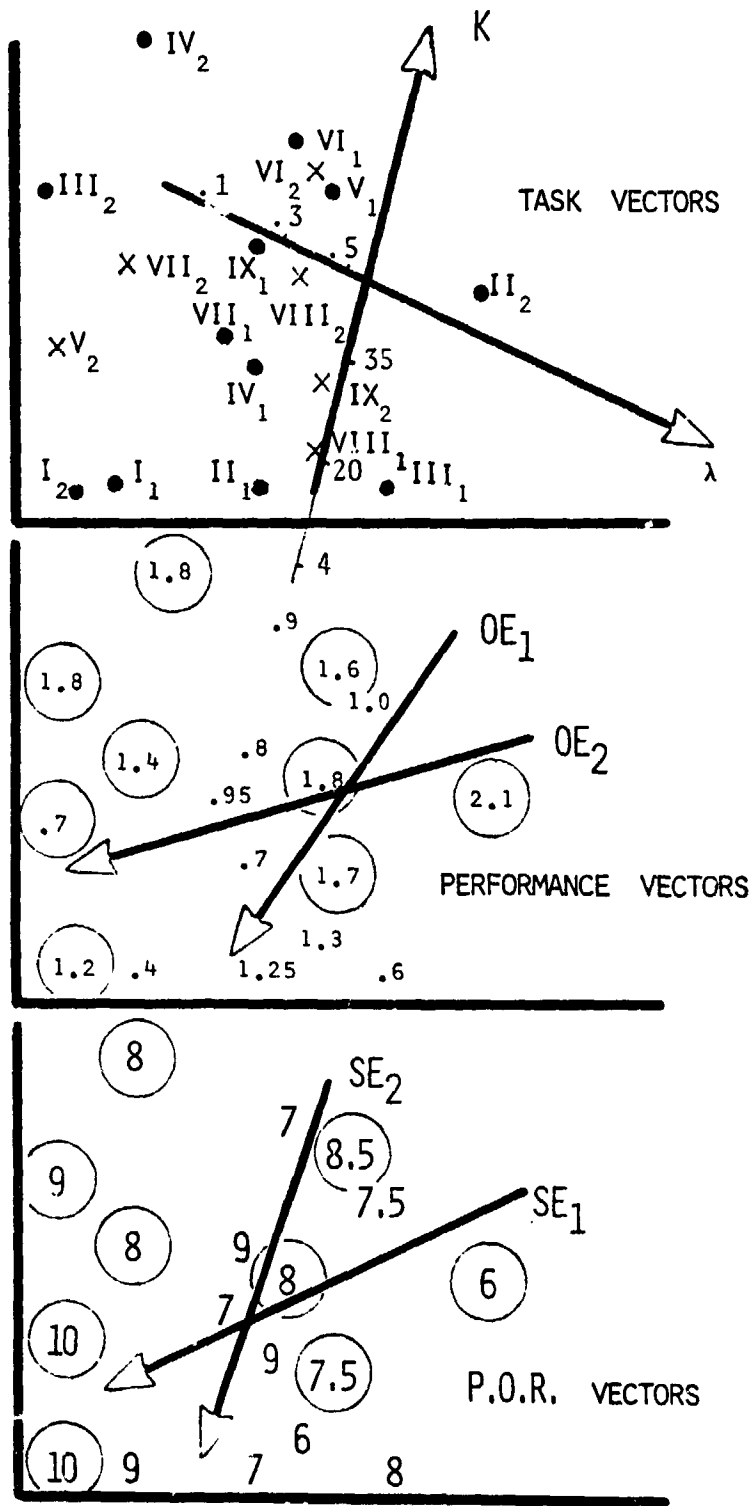 K
IV₂
VI₁
VI₂
V₁
III₂
.1
TASK VECTORS
.3
.5
VII₂
IX₁
II₂
VII₁
VIII₂
V₂
.35
IV₁
IX₂
VIII₁
.20
λ
I₂
I₁
II₁
III₁
.4
1.8
.9
OE₁
1.6
1.8
1.0
OE₂
.8
1.4
1.8
.95
2.1
.7
.7
1.7
PERFORMANCE VECTORS
1.3
1.2
.4
1.25
.6
8
SE₂
7
8.5
9
7.5
SE₁
8
9
8
6
7
10
9
7.5
P.O.R. VECTORS
6
10
9
7
8